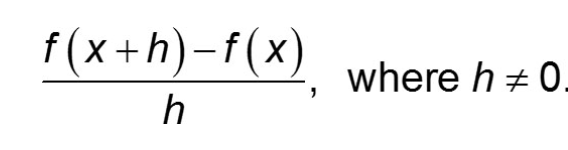 f(x+h)−f(x)
h
, where h ≠ 0.